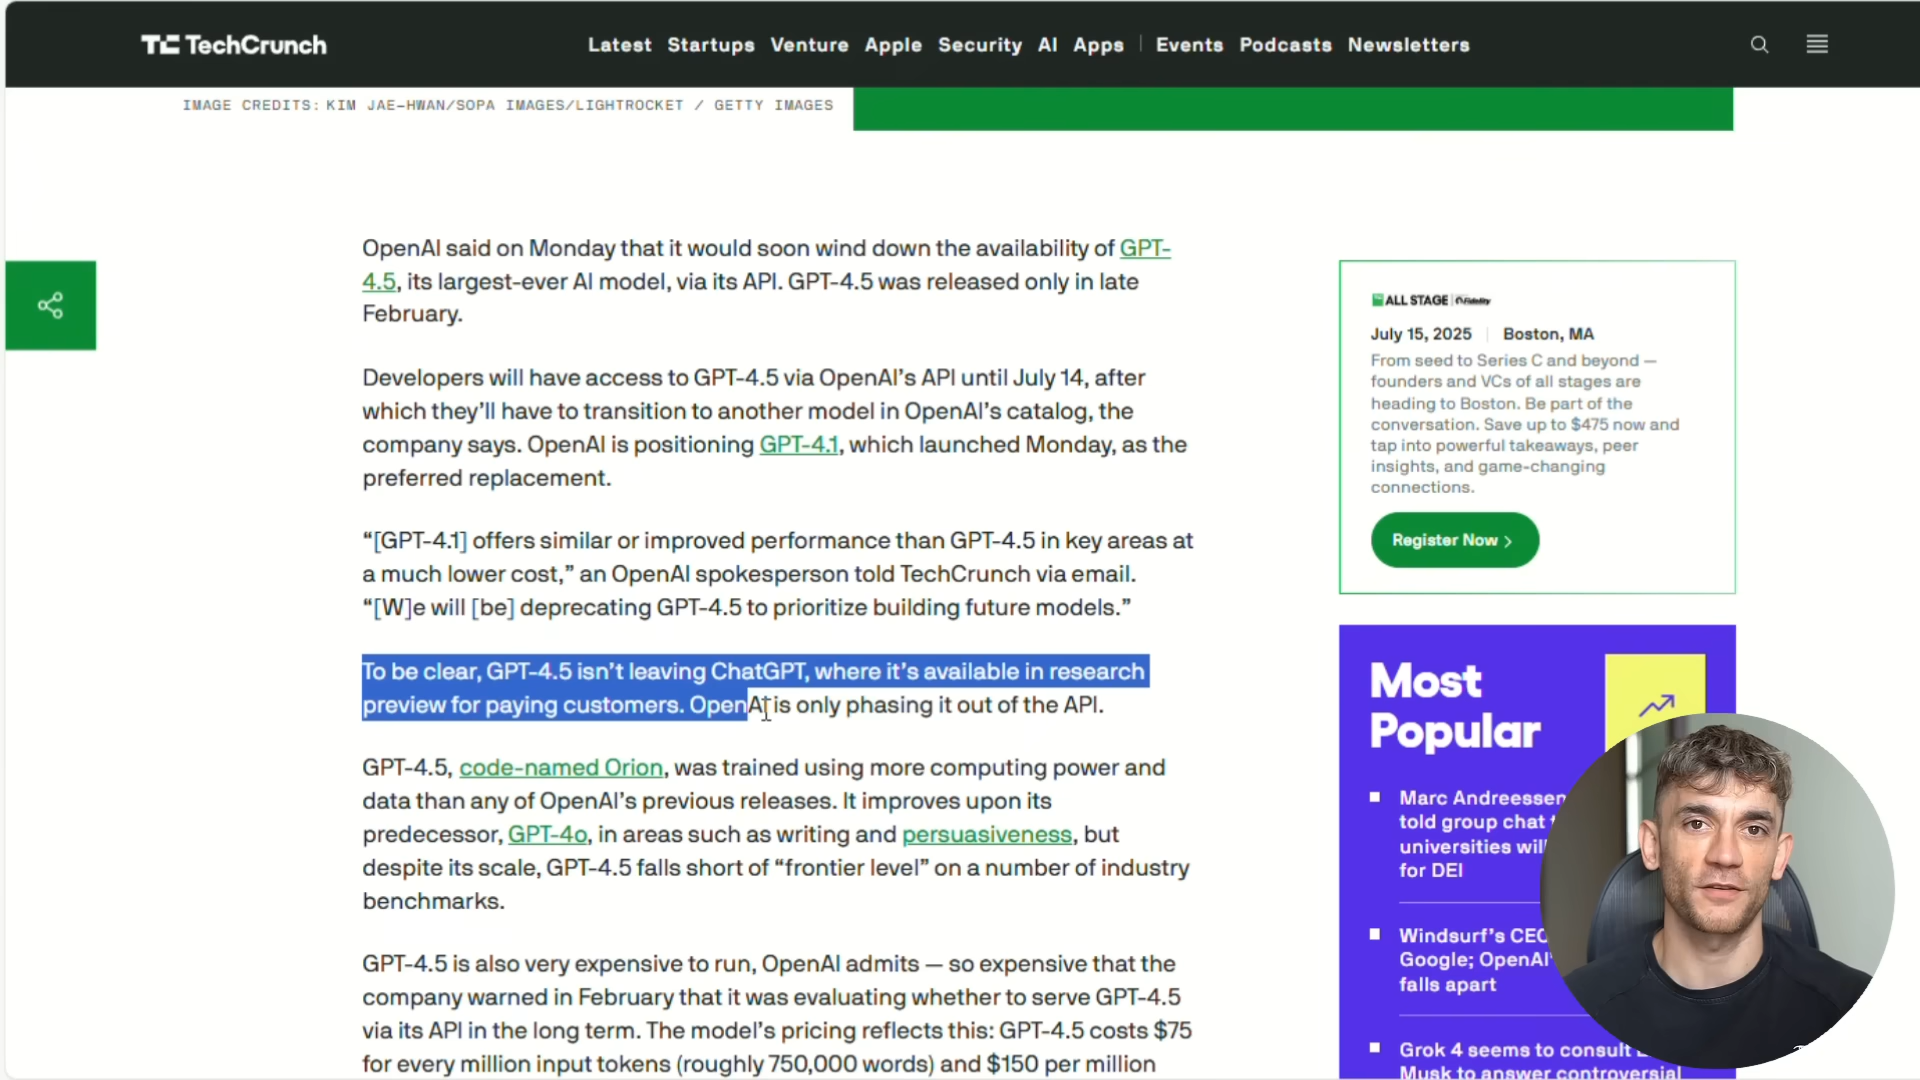 TechCrunch
Latest Startups Venture Apple Security AI Apps | Events Podcasts Newsletters
IMAGE CREDITS: KIM JAE-HWAN/SOPA IMAGES/LIGHTROCKET / GETTY IMAGES
OpenAI said on Monday that it would soon wind down the availability of GPT-
4.5, its largest-ever AI model, via its API. GPT-4.5 was released only in late
February.
Developers will have access to GPT-4.5 via OpenAI’s API until July 14, after
which they’ll have to transition to another model in OpenAI’s catalog, the
company says. OpenAI is positioning GPT-4.1, which launched Monday, as the
preferred replacement.
“[GPT-4.1] offers similar or improved performance than GPT-4.5 in key areas at
a much lower cost,” an OpenAI spokesperson told TechCrunch via email.
“[W]e will [be] deprecating GPT-4.5 to prioritize building future models.”
To be clear, GPT-4.5 isn’t leaving ChatGPT, where it’s available in research
preview for paying customers. OpenAI is only phasing it out of the API.
GPT-4.5, code-named Orion, was trained using more computing power and
data than any of OpenAI’s previous releases. It improves upon its
predecessor, GPT-4o, in areas such as writing and persuasiveness, but
despite its scale, GPT-4.5 falls short of “frontier level” on a number of industry
benchmarks.
GPT-4.5 is also very expensive to run, OpenAI admits — so expensive that the
company warned in February that it was evaluating whether to serve GPT-4.5
via its API in the long term. The model’s pricing reflects this: GPT-4.5 costs $75
for every million input tokens (roughly 750,000 words) and $150 per million
ALL STAGE | Fidelity
July 15, 2025 | Boston, MA
From seed to Series C and beyond —
founders and VCs of all stages are
heading to Boston. Be part of the
conversation. Save up to $475 now and
tap into powerful takeaways, peer
insights, and game-changing
connections.
Register Now
Most
Popular
Marc Andreessen
told group chat
universities will
for DEI
Windsurf’s CEO
Google; OpenAI’
falls apart
Grok 4 seems to consult
Musk to answer controversial